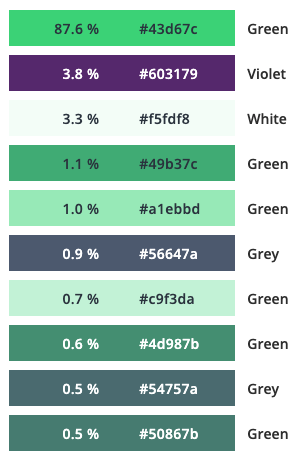 87.6 % #43d67c Green
3.8 % #603179 Violet
3.3 % #f5fdf8 White
1.1 % #49b37c Green
1.0 % #a1ebbd Green
0.9 % #56647a Grey
0.7 % #c9f3da Green
0.6 % #4d987b Green
0.5 % #54757a Grey
0.5 % #50867b Green